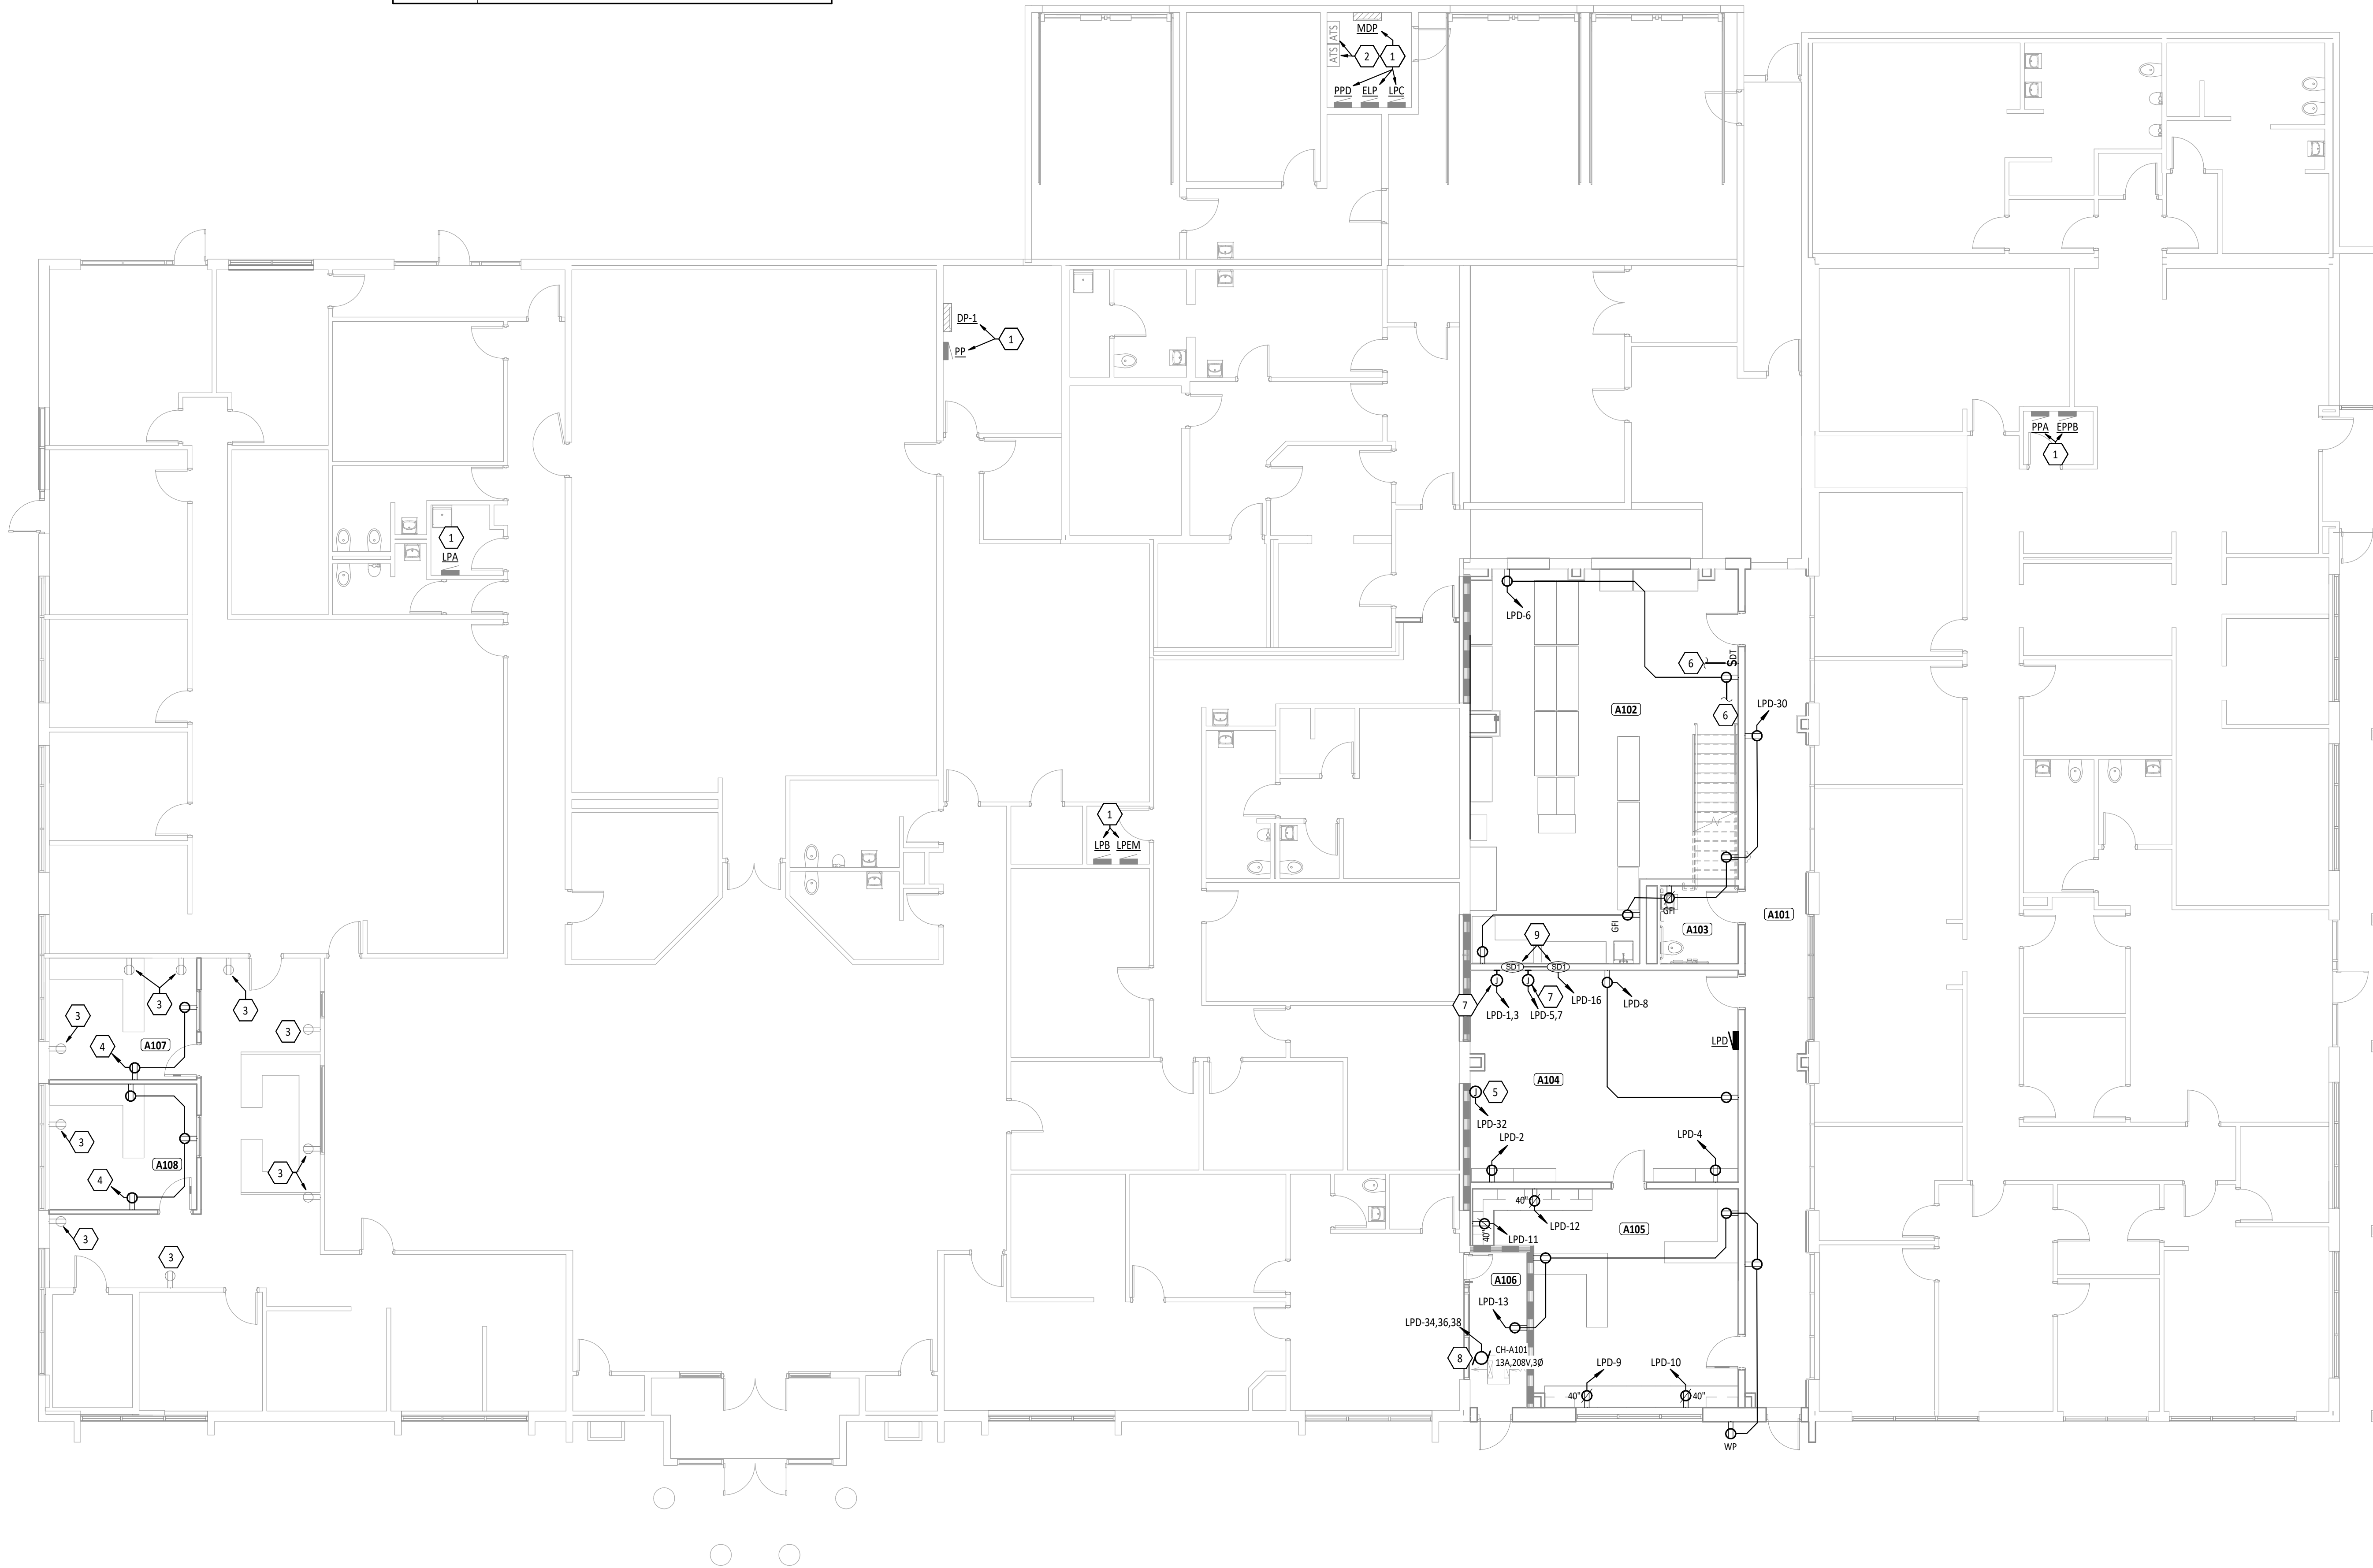 MDP
ATS
ATS
2
1
PPD
ELP
LPC
DP-1
1
PP
PPA
EPPB
1
1
LPA
LPD-6
6
SDT
A102
6
LPD-30
1
LPB
LPEM
GFI
GFI
A103
A101
9
SD1
SD1
3
3
3
3
7
7
LPD-16
LPD-8
LPD-1,3
LPD-5,7
4
A107
LPD
A104
5
LPD-32
3
LPD-2
LPD-4
A108
3
4
40"
LPD-12
A105
40"
LPD-11
3
3
A106
LPD-13
LPD-34,36,38
8
CH-A101
13A,208V,3Ø
LPD-9
LPD-10
40"
40"
WP